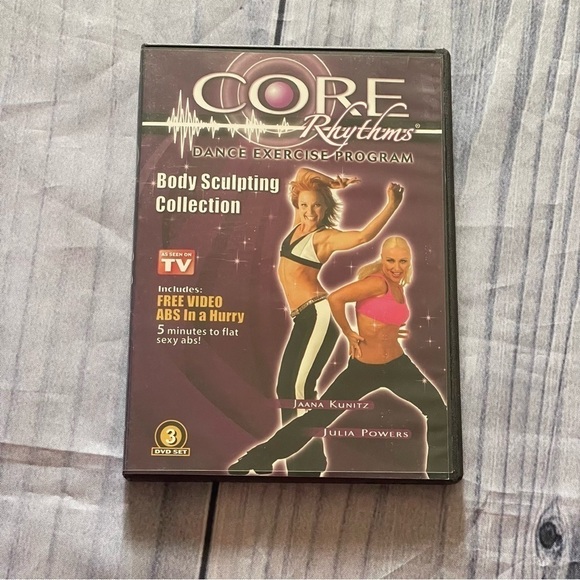 CORE
Rhythms®
DANCE EXERCISE PROGRAM
Body Sculpting
Collection
AS SEEN ON
TV
Includes:
FREE VIDEO
ABS In a Hurry
5 minutes to flat
sexy abs!
JAANA KUNITZ
JULIA POWERS
3
DVD SET